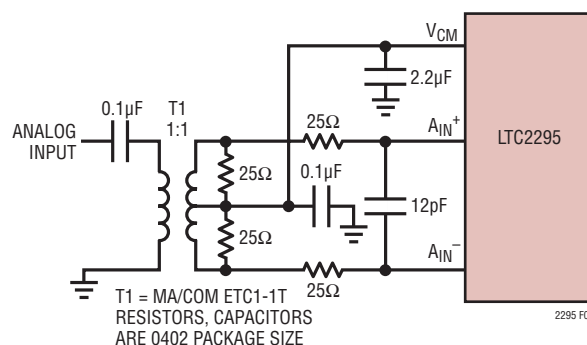 V_CM
2.2µF
0.1µF
T1
1:1
25Ω
A_IN^+
LTC2295
ANALOG
INPUT
25Ω
0.1µF
12pF
25Ω
A_IN^–
25Ω
T1 = MA/COM ETC1-1T
RESISTORS, CAPACITORS
ARE 0402 PACKAGE SIZE
2295 F0